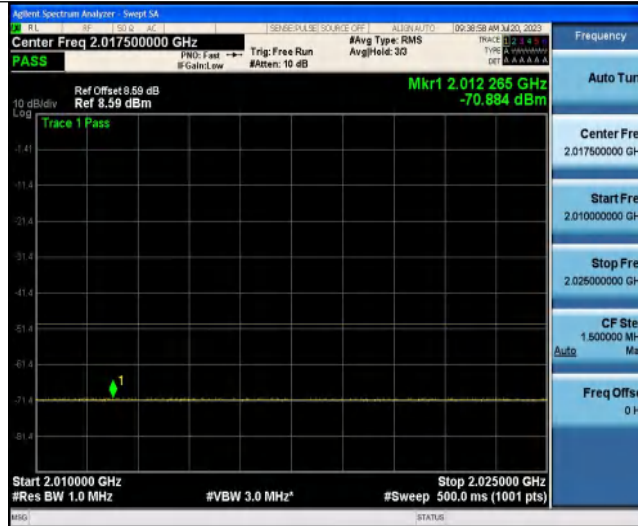 Agilent Spectrum Analyzer - Swept SA
RL RF 50 Ω AC SENSE:PULSE SOURCE OFF ALIGN AUTO 09:38:58 AM Jul 20, 2023
Center Freq 2.017500000 GHz
PASS
PNO: Fast
IFGain:Low
Trig: Free Run
#Atten: 10 dB
#Avg Type: RMS
Avg|Hold: 3/3
TRACE 1 2 3 4 5 6
TYPE A
DET A A A A A A
Mkr1 2.012 265 GHz
-70.884 dBm
Ref Offset 8.59 dB
10 dB/div Ref 8.59 dBm
Log
Trace 1 Pass
-1.41
-11.4
-21.4
-31.4
-41.4
-51.4
-61.4
-71.4
-81.4
1
Start 2.010000 GHz Stop 2.025000 GHz
#Res BW 1.0 MHz #VBW 3.0 MHz* #Sweep 500.0 ms (1001 pts)
MSG STATUS
Frequency
Auto Tun
Center Fre
2.017500000 GH
Start Fre
2.010000000 GH
Stop Fre
2.025000000 GH
CF Ste
1.500000 MH
Auto Ma
Freq Offse
0 H